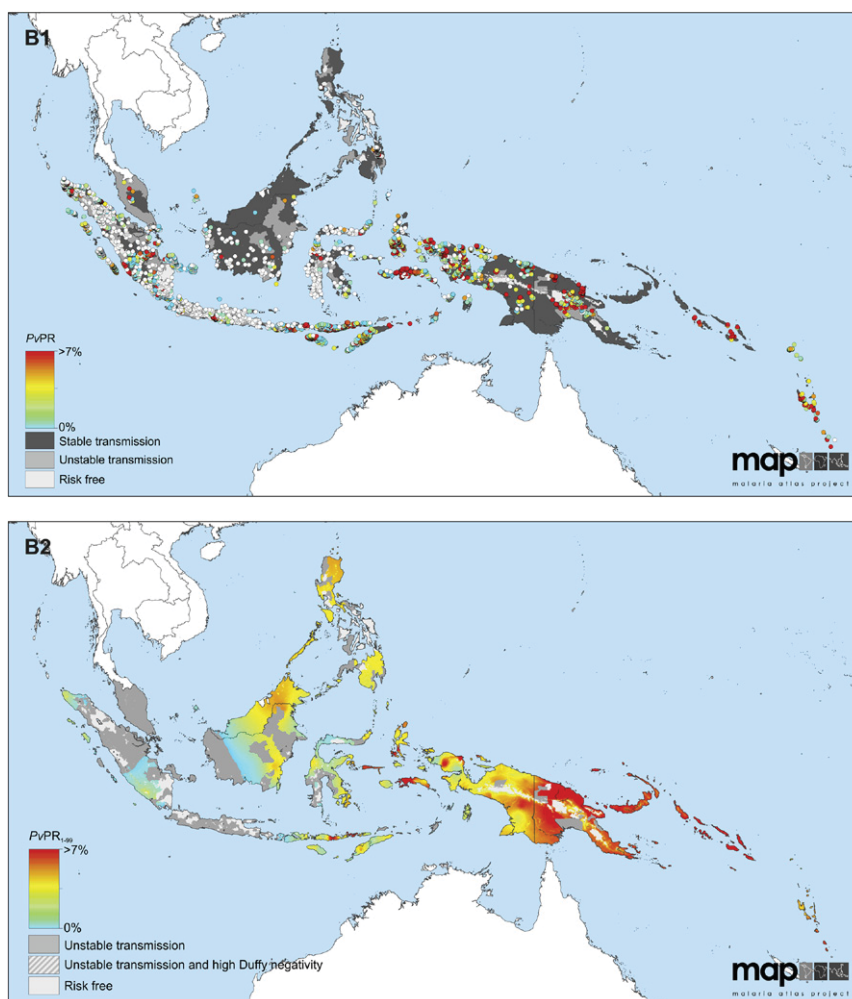 B1
PvPR
>7%
0%
Stable transmission
Unstable transmission
Risk free
map
malaria atlas project
B2
PvPR1-99
>7%
0%
Unstable transmission
Unstable transmission and high Duffy negativity
Risk free
map
malaria atlas project